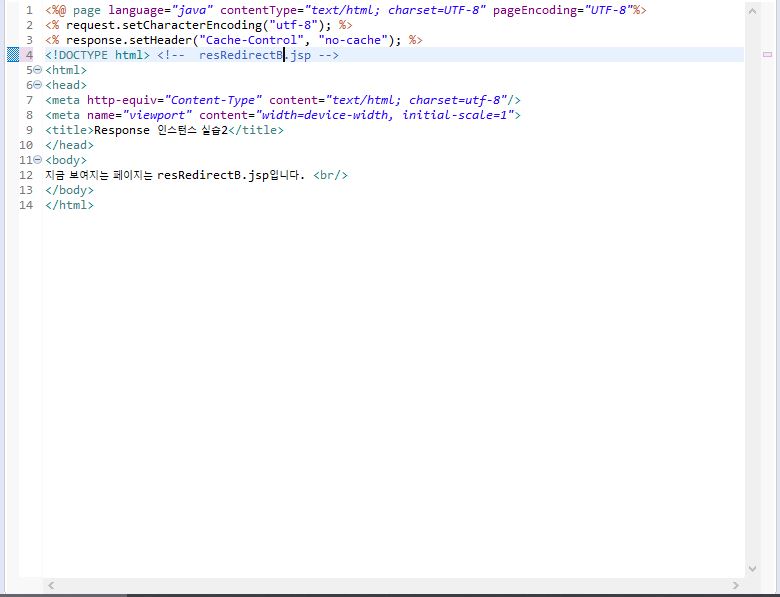 1 <%@ page language="java" contentType="text/html; charset=UTF-8" pageEncoding="UTF-8"%>
2 <% request.setCharacterEncoding("utf-8"); %>
3 <% response.setHeader("Cache-Control", "no-cache"); %>
4 <!DOCTYPE html> <!--  resRedirectB.jsp -->
5 <html>
6 <head>
7 <meta http-equiv="Content-Type" content="text/html; charset=utf-8"/>
8 <meta name="viewport" content="width=device-width, initial-scale=1">
9 <title>Response 인스턴스 실습2</title>
10 </head>
11 <body>
12 지금 보여지는 페이지는 resRedirectB.jsp입니다. <br/>
13 </body>
14 </html>